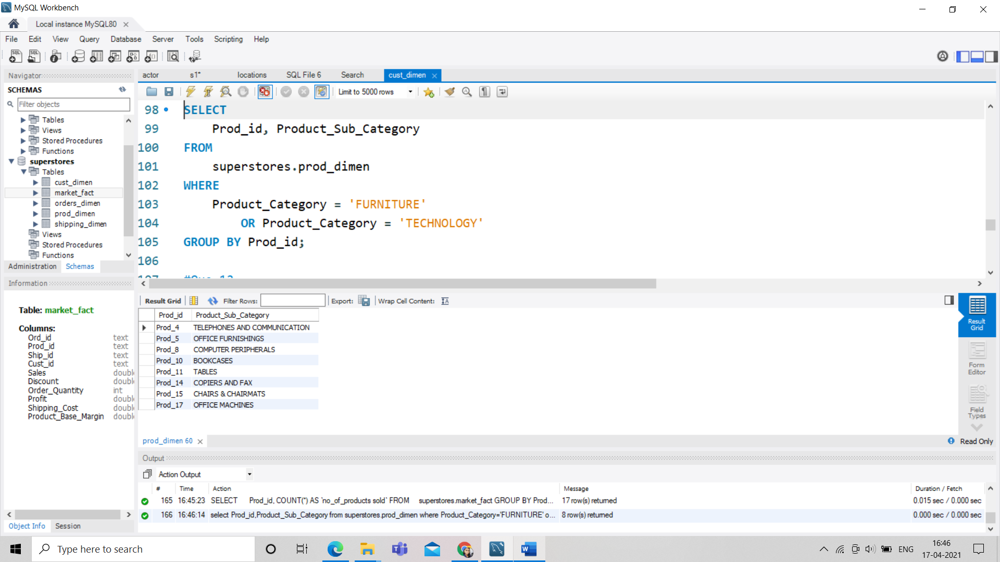 MySQL Workbench
Local instance MySQL80
File Edit View Query Database Server Tools Scripting Help
Navigator
SCHEMAS
Filter objects
Tables
Views
Stored Procedures
Functions
superstores
Tables
cust_dimen
market_fact
orders_dimen
prod_dimen
shipping_dimen
Views
Stored Procedures
Functions
Administration Schemas
Information
Table: market_fact
Columns:
Ord_id text
Prod_id text
Ship_id text
Cust_id text
Sales doubl
Discount doubl
Order_Quantity int
Profit doubl
Shipping_Cost doubl
Product_Base_Margin doubl
Object Info Session
actor s1* locations SQL File 6 Search cust_dimen
Limit to 5000 rows
98 SELECT
99 Prod_id, Product_Sub_Category
100 FROM
101 superstores.prod_dimen
102 WHERE
103 Product_Category = 'FURNITURE'
104 OR Product_Category = 'TECHNOLOGY'
105 GROUP BY Prod_id;
106
Result Grid Filter Rows: Export: Wrap Cell Content:
Prod_id Product_Sub_Category
Prod_4 TELEPHONES AND COMMUNICATION
Prod_5 OFFICE FURNISHINGS
Prod_8 COMPUTER PERIPHERALS
Prod_10 BOOKCASES
Prod_11 TABLES
Prod_14 COPIERS AND FAX
Prod_15 CHAIRS & CHAIRMATS
Prod_17 OFFICE MACHINES
Result
Grid
Form
Editor
Field
Types
prod_dimen 60
Read Only
Output
Action Output
# Time Action Message Duration / Fetch
165 16:45:23 SELECT Prod_id, COUNT(*) AS `no_of_products sold` FROM superstores.market_fact GROUP BY Prod... 17 row(s) returned 0.015 sec / 0.000 sec
166 16:46:14 select Prod_id,Product_Sub_Category from superstores.prod_dimen where Product_Category='FURNITURE' o... 8 row(s) returned 0.000 sec / 0.000 sec
Type here to search
ENG
16:46
17-04-2021